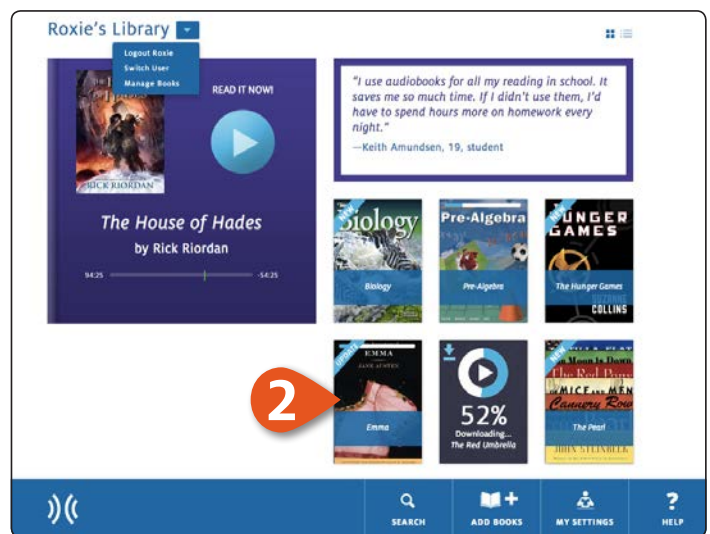 Roxie's Library
Logout Roxie
Switch User
Manage Books
READ IT NOW!
RICK RIORDAN
The House of Hades
by Rick Riordan
94:25
-54:25
"I use audiobooks for all my reading in school. It
saves me so much time. If I didn't use them, I'd
have to spend hours more on homework every
night."
—Keith Amundsen, 19, student
NEW
Biology
Biology
Pre-Algebra
Pre-Algebra
NEW
HUNGER
GAMES
The Hunger Games
SUZANNE
COLLINS
UPDATE
EMMA
JANE AUSTEN
Emma
2
52%
Downloading...
The Red Umbrella
NEW
TORTILLA FLAT
The Moon Is Down
The Red Pony
OF MICE AND MEN
Cannery Row
The Pearl
JOHN STEINBECK
SEARCH
ADD BOOKS
MY SETTINGS
?
HELP